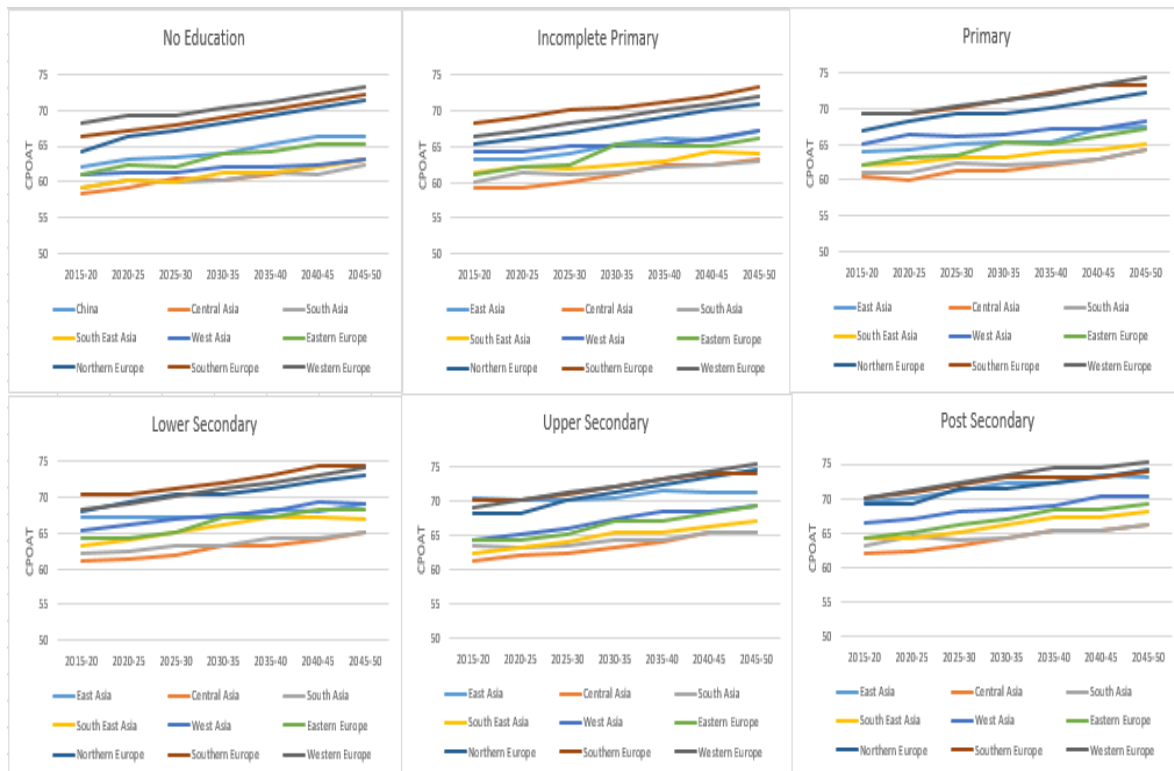 No Education
75
70
65
60
55
50
CPOAT
2015-20 2020-25 2025-30 2030-35 2035-40 2040-45 2045-50
China Central Asia South Asia
South East Asia West Asia Eastern Europe
Northern Europe Southern Europe Western Europe
Incomplete Primary
75
70
65
60
55
50
CPOAT
2015-20 2020-25 2025-30 2030-35 2035-40 2040-45 2045-50
East Asia Central Asia South Asia
South East Asia West Asia Eastern Europe
Northern Europe Southern Europe Western Europe
Primary
75
70
65
60
55
50
CPOAT
2015-20 2020-25 2025-30 2030-35 2035-40 2040-45 2045-50
East Asia Central Asia South Asia
South East Asia West Asia Eastern Europe
Northern Europe Southern Europe Western Europe
Lower Secondary
75
70
65
60
55
50
CPOAT
2015-20 2020-25 2025-30 2030-35 2035-40 2040-45 2045-50
East Asia Central Asia South Asia
South East Asia West Asia Eastern Europe
Northern Europe Southern Europe Western Europe
Upper Secondary
75
70
65
60
55
50
CPOAT
2015-20 2020-25 2025-30 2030-35 2035-40 2040-45 2045-50
East Asia Central Asia South Asia
South East Asia West Asia Eastern Europe
Northern Europe Southern Europe Western Europe
Post Secondary
75
70
65
60
55
50
CPOAT
2015-20 2020-25 2025-30 2030-35 2035-40 2040-45 2045-50
East Asia Central Asia South Asia
South East Asia West Asia Eastern Europe
Northern Europe Southern Europe Western Europe